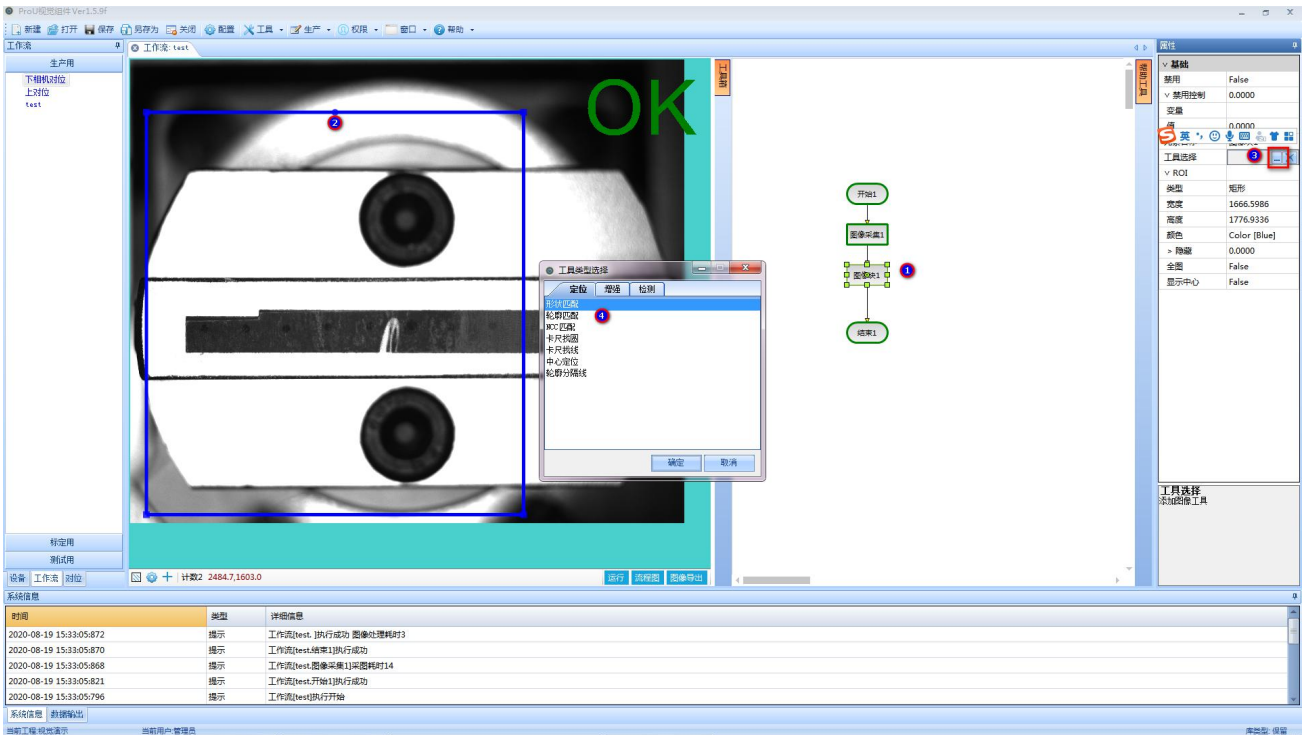 ProU视觉组件Ver1.5.9f
新建 打开 保存 另存为 关闭 配置 工具 生产 权限 窗口 帮助
工作流
工作流: test
属性
生产用
下相机对位
上对位
test
OK
工具箱
帮助工具
基础
禁用 False
禁用控制 0.0000
变量
值 0.0000
英
工具选择
3
ROI
类型 矩形
宽度 1666.5986
高度 1776.9336
颜色 Color [Blue]
隐藏 0.0000
全图 False
显示中心 False
2
开始1
图像采集1
图像块1
1
结束1
工具类型选择
定位 增强 检测
形状匹配
轮廓匹配
4
NCC匹配
卡尺找圆
卡尺找线
中心定位
轮廓分隔线
确定 取消
工具选择
添加图像工具
标定用
测试用
设备 工作流 对位
计数2 2484.7,1603.0
运行 流程图 图像导出
系统信息
时间 类型 详细信息
2020-08-19 15:33:05:872 提示 工作流[test. ]执行成功 图像处理耗时3
2020-08-19 15:33:05:870 提示 工作流[test.结束1]执行成功
2020-08-19 15:33:05:868 提示 工作流[test.图像采集1]采图耗时14
2020-08-19 15:33:05:821 提示 工作流[test.开始1]执行成功
2020-08-19 15:33:05:796 提示 工作流[test]执行开始
系统信息 数据输出
当前工程:视觉演示 当前用户:管理员 库类型: 保留